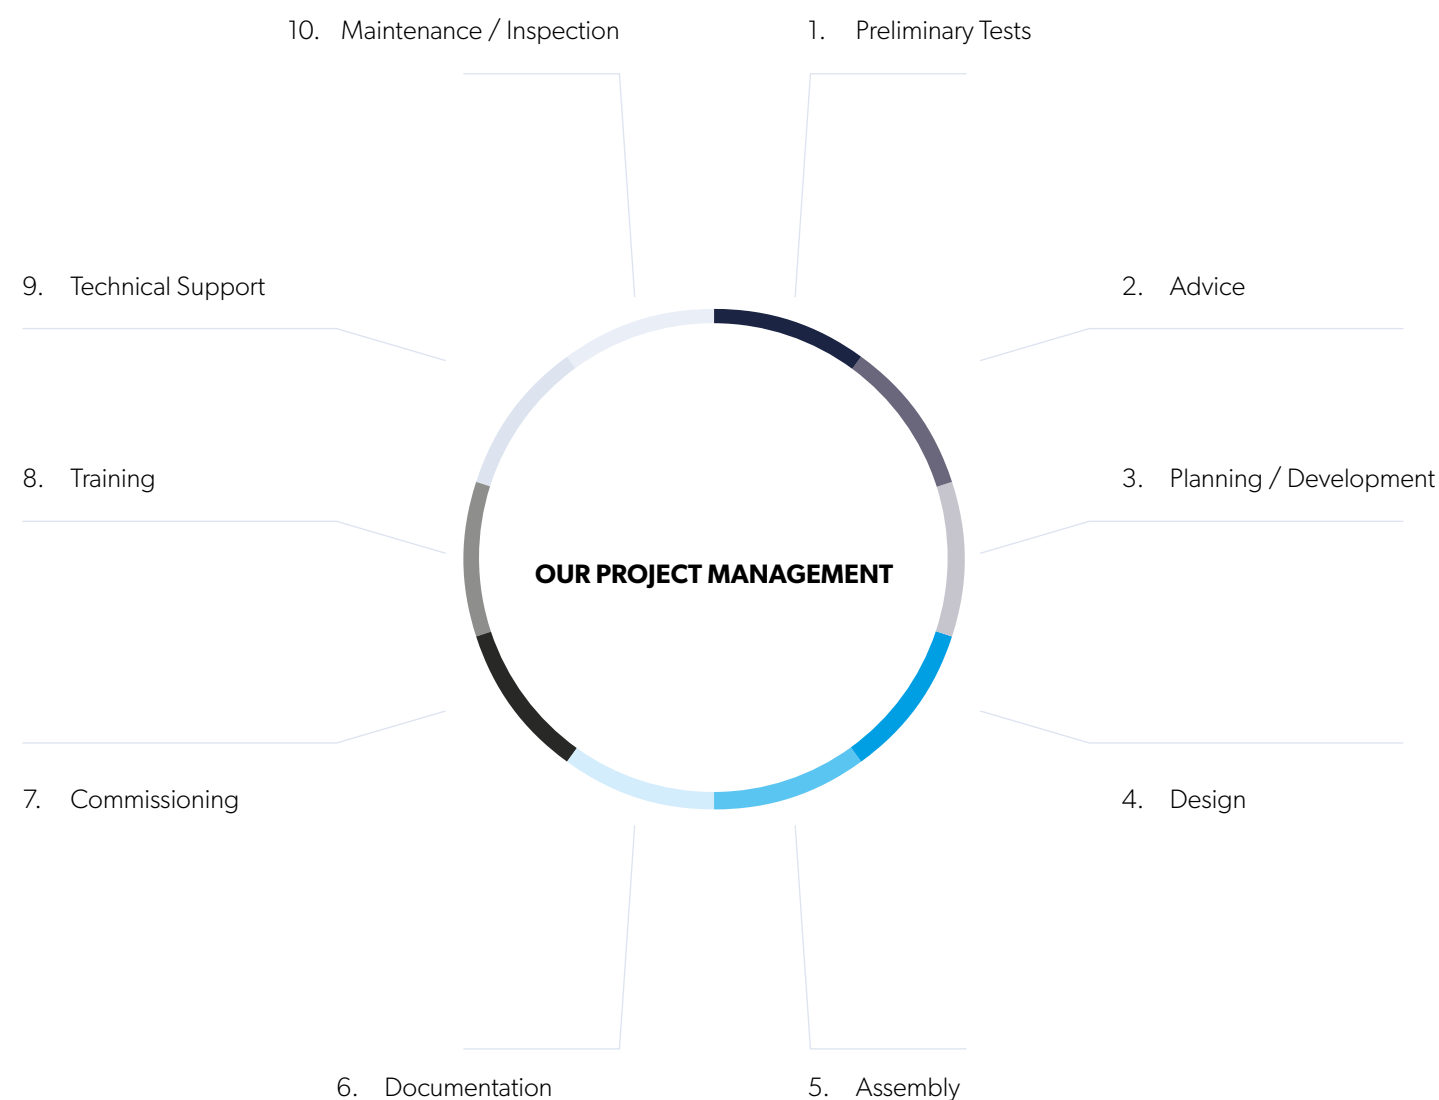 10. Maintenance / Inspection
1. Preliminary Tests
9. Technical Support
2. Advice
8. Training
3. Planning / Development
OUR PROJECT MANAGEMENT
7. Commissioning
4. Design
6. Documentation
5. Assembly